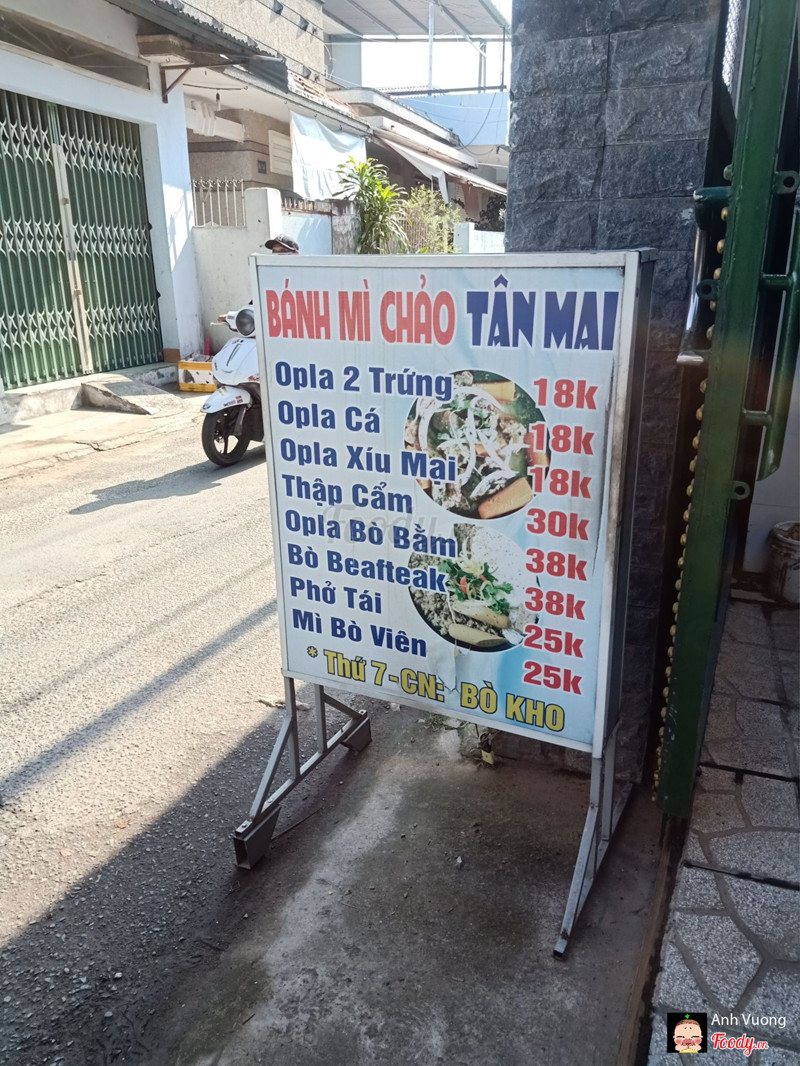 BÁNH MÌ CHẢO TÂN MAI
Opla 2 Trứng 18k
Opla Cá 18k
Opla Xíu Mại 18k
Thập Cẩm 30k
Opla Bò Bằm 38k
Bò Beafteak 38k
Phở Tái 25k
Mì Bò Viên 25k
* Thứ 7-CN: BÒ KHO
Foody
Anh Vuong
Foody.vn